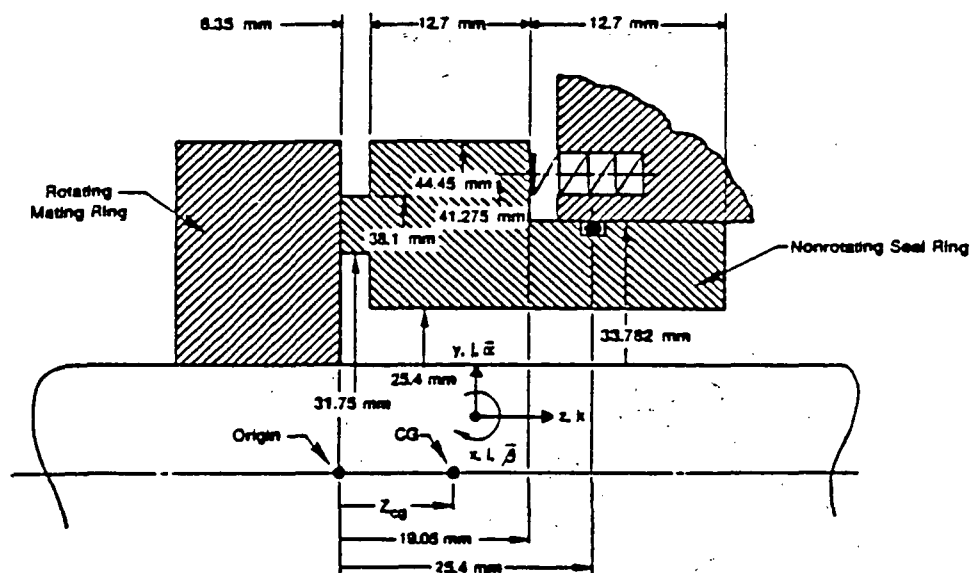 6.35 mm
12.7 mm
12.7 mm
Rotating
Mating Ring
44.45 mm
41.275 mm
38.1 mm
Nonrotating Seal Ring
33.782 mm
y, j, ᾱ
25.4 mm
31.75 mm
z, k
x, i, β̄
Origin
CG
Zcg
19.05 mm
25.4 mm